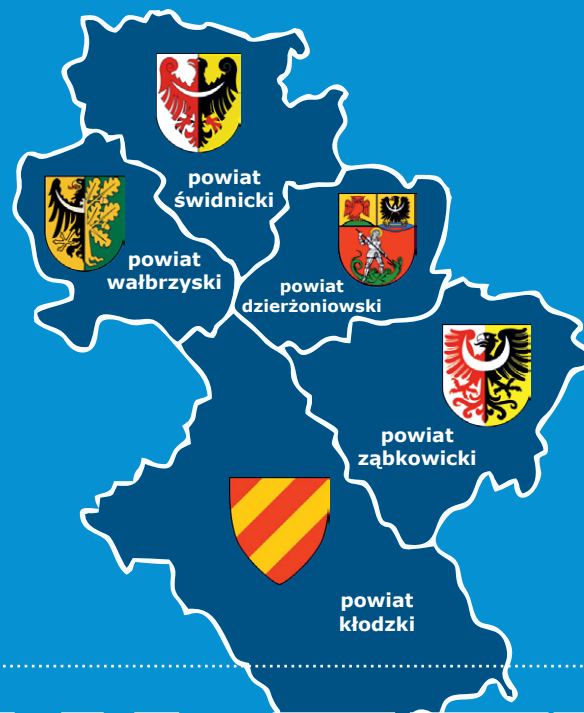 powiat
świdnicki
powiat
wałbrzyski
powiat
dzierżoniowski
powiat
ząbkowicki
powiat
kłodzki